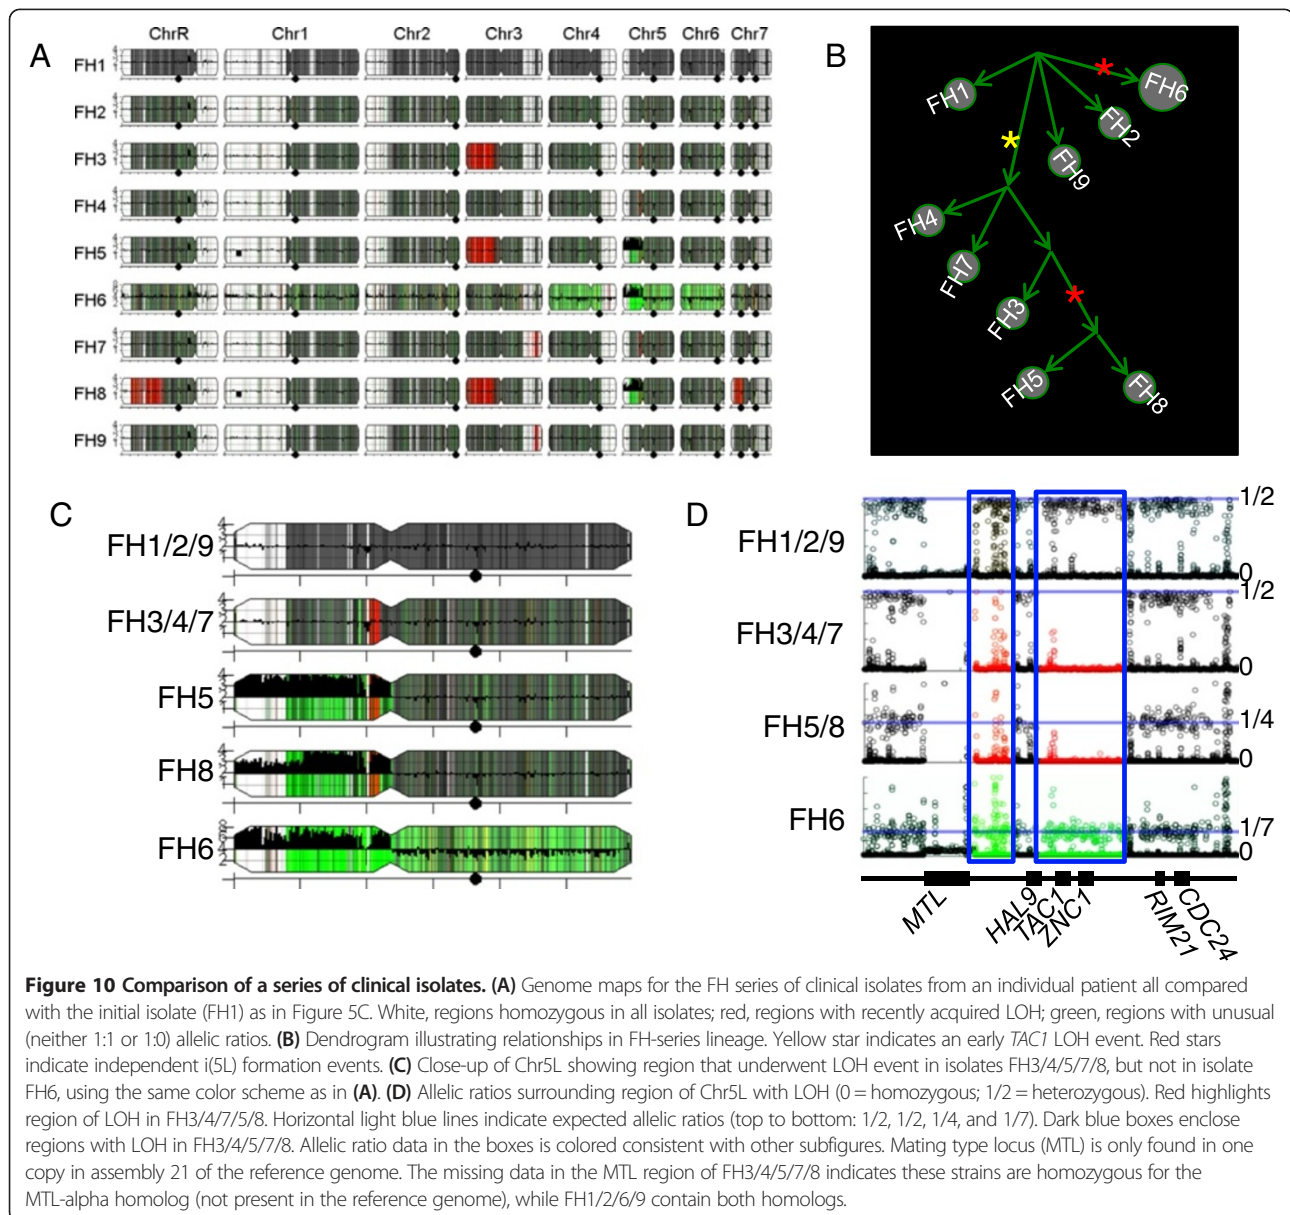 A
ChrR Chr1 Chr2 Chr3 Chr4 Chr5 Chr6 Chr7
FH1
FH2
FH3
FH4
FH5
FH6
FH7
FH8
FH9
B
FH1
FH6
FH2
FH9
FH4
FH7
FH3
FH5
FH8
C
FH1/2/9
FH3/4/7
FH5
FH8
FH6
D
FH1/2/9
1/2
0
FH3/4/7
1/2
0
FH5/8
1/4
0
FH6
1/7
0
MTL
HAL9
TAC1
ZNC1
RIM21
CDC24
Figure 10 Comparison of a series of clinical isolates. (A) Genome maps for the FH series of clinical isolates from an individual patient all compared
with the initial isolate (FH1) as in Figure 5C. White, regions homozygous in all isolates; red, regions with recently acquired LOH; green, regions with unusual
(neither 1:1 or 1:0) allelic ratios. (B) Dendrogram illustrating relationships in FH-series lineage. Yellow star indicates an early TAC1 LOH event. Red stars
indicate independent i(5L) formation events. (C) Close-up of Chr5L showing region that underwent LOH event in isolates FH3/4/5/7/8, but not in isolate
FH6, using the same color scheme as in (A). (D) Allelic ratios surrounding region of Chr5L with LOH (0 = homozygous; 1/2 = heterozygous). Red highlights
region of LOH in FH3/4/7/5/8. Horizontal light blue lines indicate expected allelic ratios (top to bottom: 1/2, 1/2, 1/4, and 1/7). Dark blue boxes enclose
regions with LOH in FH3/4/5/7/8. Allelic ratio data in the boxes is colored consistent with other subfigures. Mating type locus (MTL) is only found in one
copy in assembly 21 of the reference genome. The missing data in the MTL region of FH3/4/5/7/8 indicates these strains are homozygous for the
MTL-alpha homolog (not present in the reference genome), while FH1/2/6/9 contain both homologs.